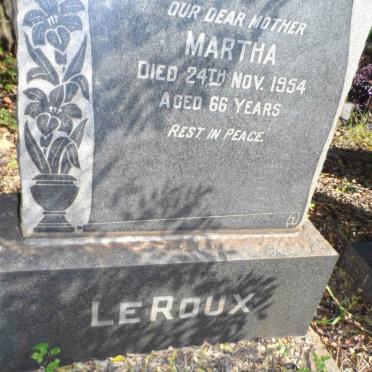 OUR DEAR MOTHER
MARTHA
DIED 24TH NOV. 1954
AGED 66 YEARS
REST IN PEACE.
LEROUX